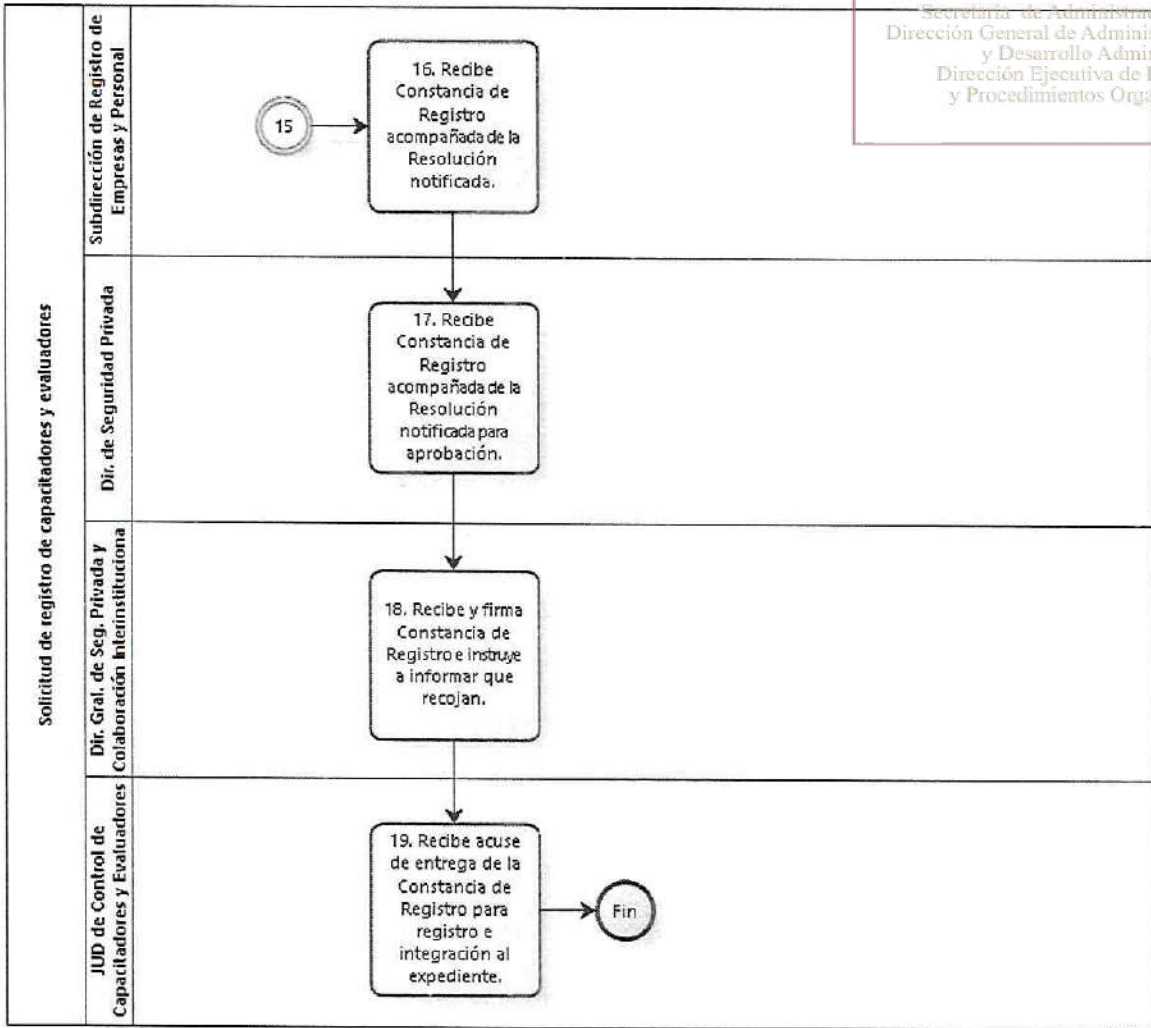 Secretaría de Administrac
Dirección General de Admini
y Desarrollo Admin
Dirección Ejecutiva de
y Procedimientos Orga
Solicitud de registro de capacitadores y evaluadores
Subdirección de Registro de
Empresas y Personal
15
16. Recibe
Constancia de
Registro
acompañada de la
Resolución
notificada.
Dir. de Seguridad Privada
17. Recibe
Constancia de
Registro
acompañada de la
Resolución
notificada para
aprobación.
Dir. Gral. de Seg. Privada y
Colaboración Interinstituciona
18. Recibe y firma
Constancia de
Registro e instruye
a informar que
recojan.
JUD de Control de
Capacitadores y Evaluadores
19. Recibe acuse
de entrega de la
Constancia de
Registro para
registro e
integración al
expediente.
Fin